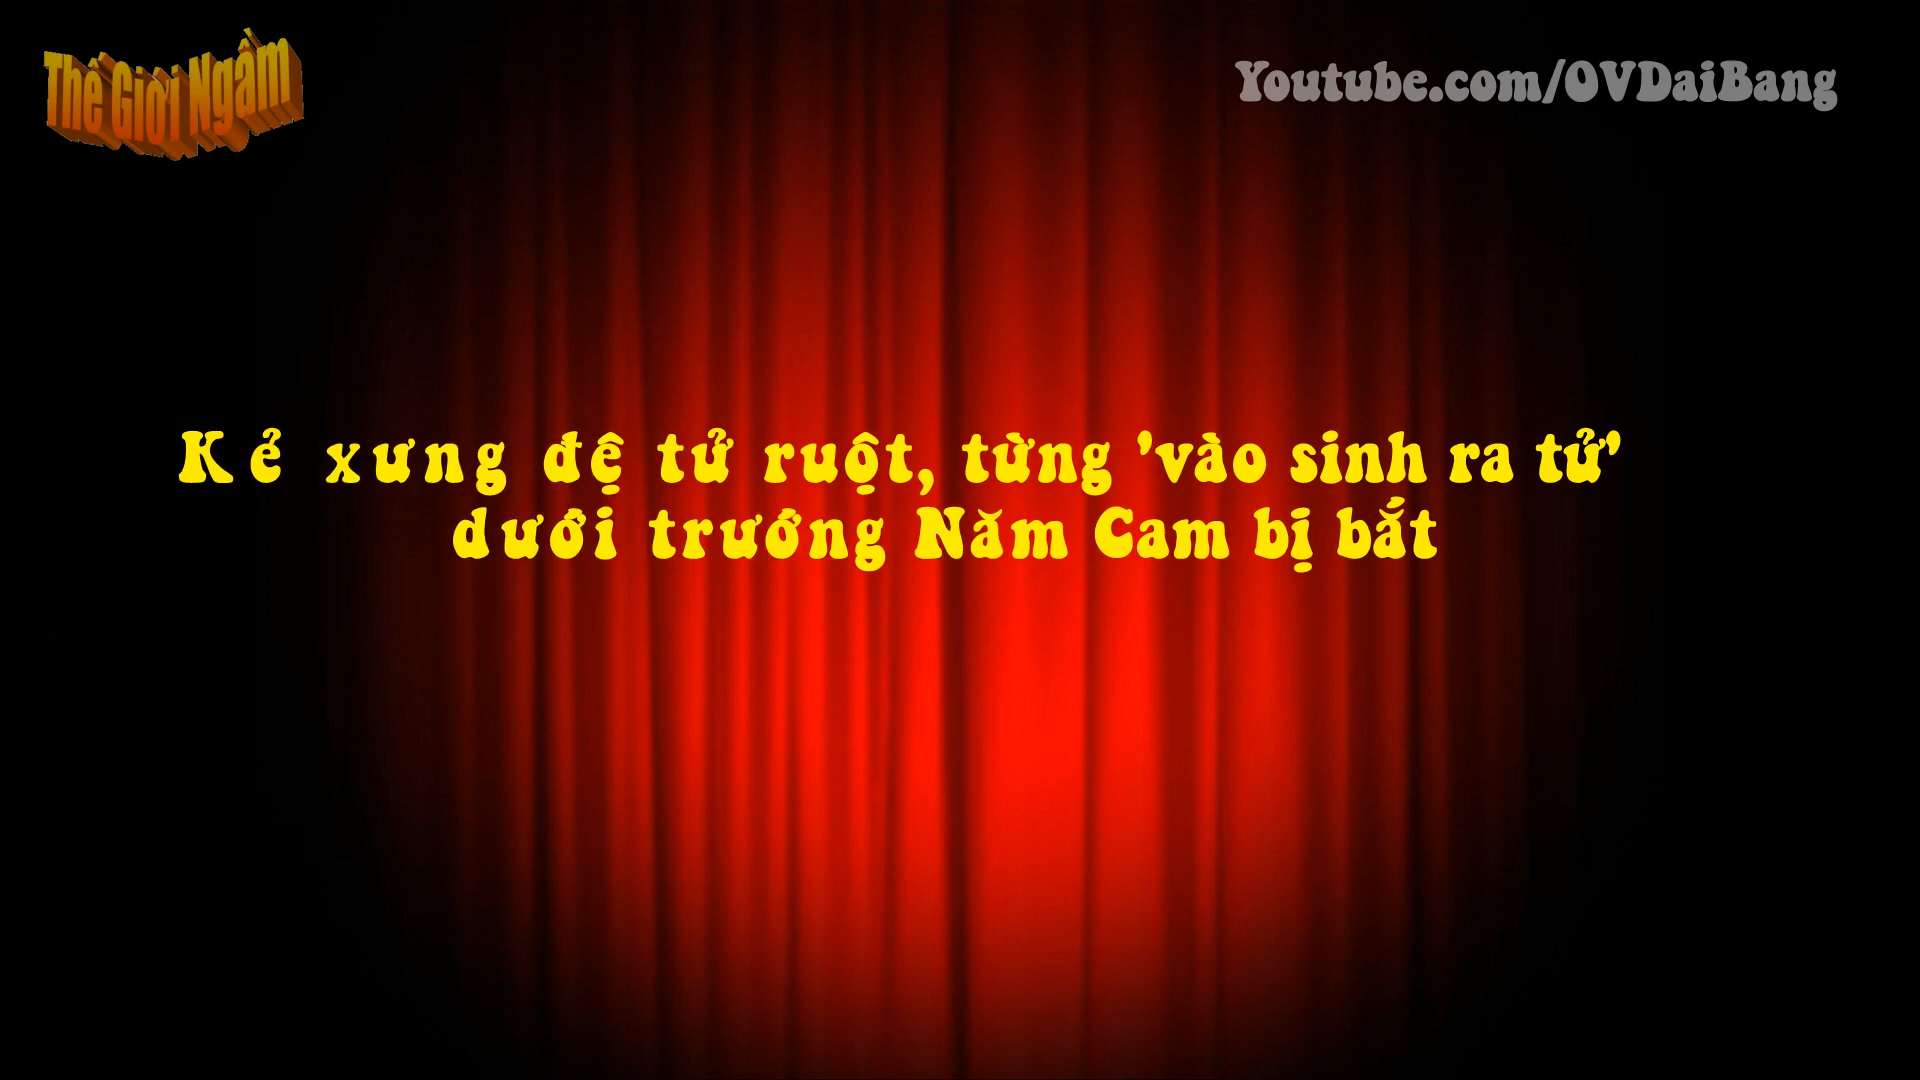 Thế Giới Ngầm
Youtube.com/OVDaiBang
Kẻ xưng đệ tử ruột, từng 'vào sinh ra tử'
dưới trướng Năm Cam bị bắt